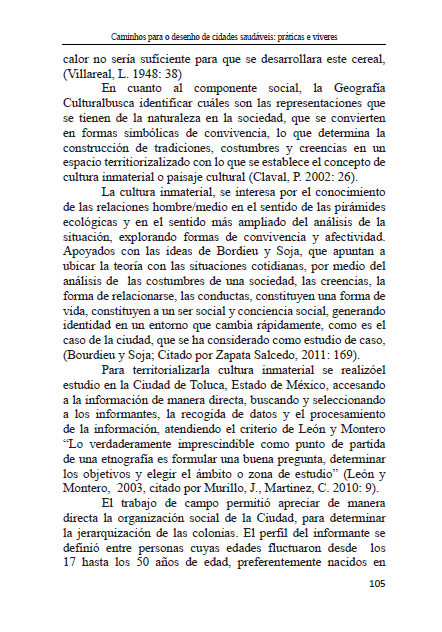 Caminhos para o desenho de cidades saudáveis: práticas e viveres
calor no sería suficiente para que se desarrollara este cereal,
(Villareal, L. 1948: 38)
En cuanto al componente social, la Geografía
Culturalbusca identificar cuáles son las representaciones que
se tienen de la naturaleza en la sociedad, que se convierten
en formas simbólicas de convivencia, lo que determina la
construcción de tradiciones, costumbres y creencias en un
espacio territiorizalizado con lo que se establece el concepto de
cultura inmaterial o paisaje cultural (Claval, P. 2002: 26).
La cultura inmaterial, se interesa por el conocimiento
de las relaciones hombre/medio en el sentido de las pirámides
ecológicas y en el sentido más ampliado del análisis de la
situación, explorando formas de convivencia y afectividad.
Apoyados con las ideas de Bordieu y Soja, que apuntan a
ubicar la teoría con las situaciones cotidianas, por medio del
análisis de las costumbres de una sociedad, las creencias, la
forma de relacionarse, las conductas, constituyen una forma de
vida, constituyen a un ser social y conciencia social, generando
identidad en un entorno que cambia rápidamente, como es el
caso de la ciudad, que se ha considerado como estudio de caso,
(Bourdieu y Soja; Citado por Zapata Salcedo, 2011: 169).
Para territorializarla cultura inmaterial se realizóel
estudio en la Ciudad de Toluca, Estado de México, accesando
a la información de manera directa, buscando y seleccionando
a los informantes, la recogida de datos y el procesamiento
de la información, atendiendo el criterio de León y Montero
“Lo verdaderamente imprescindible como punto de partida
de una etnografía es formular una buena pregunta, determinar
los objetivos y elegir el ámbito o zona de estudio” (León y
Montero, 2003, citado por Murillo, J., Martinez, C. 2010: 9).
El trabajo de campo permitió apreciar de manera
directa la organización social de la Ciudad, para determinar
la jerarquización de las colonias. El perfil del informante se
definió entre personas cuyas edades fluctuaron desde los
17 hasta los 50 años de edad, preferentemente nacidos en
105